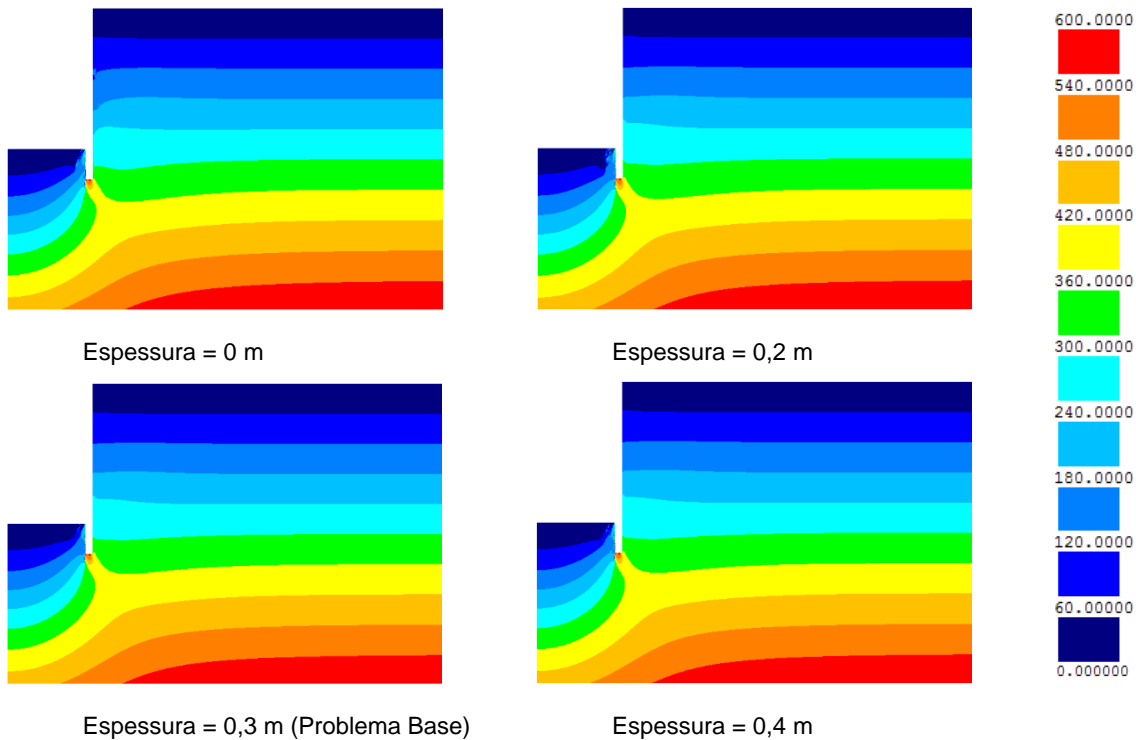 600.0000
540.0000
480.0000
420.0000
360.0000
300.0000
240.0000
180.0000
120.0000
60.00000
0.000000
Espessura = 0 m
Espessura = 0,2 m
Espessura = 0,3 m (Problema Base)
Espessura = 0,4 m